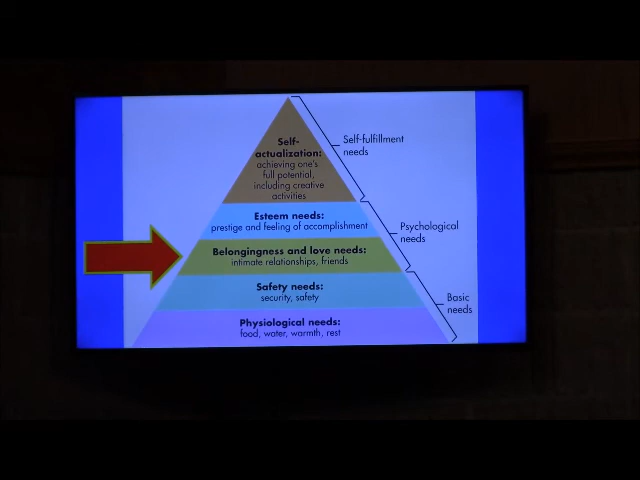 Self-
actualization:
achieving one's
full potential,
including creative
activities
Esteem needs:
prestige and feeling of accomplishment
Belongingness and love needs:
intimate relationships, friends
Safety needs:
security, safety
Physiological needs:
food, water, warmth, rest
Self-fulfillment
needs
Psychological
needs
Basic
needs